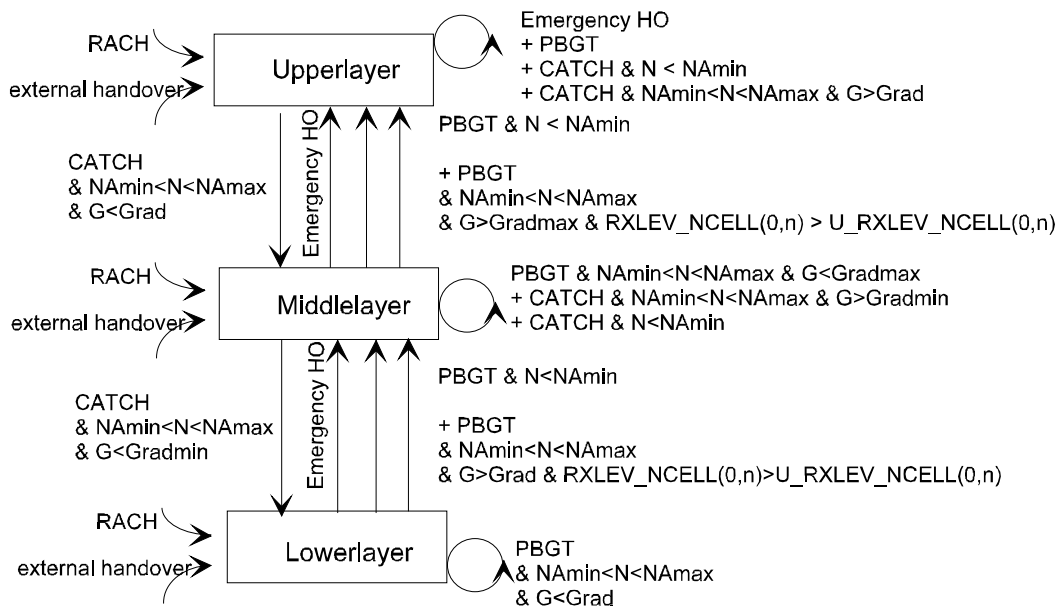 RACH
external handover
Upperlayer
Emergency HO
+ PBGT
+ CATCH & N < NAmin
+ CATCH & NAmin<N<NAmax & G>Grad
CATCH
& NAmin<N<NAmax
& G<Grad
Emergency HO
PBGT & N < NAmin
+ PBGT
& NAmin<N<NAmax
& G>Gradmax & RXLEV_NCELL(0,n) > U_RXLEV_NCELL(0,n)
RACH
external handover
Middlelayer
PBGT & NAmin<N<NAmax & G<Gradmax
+ CATCH & NAmin<N<NAmax & G>Gradmin
+ CATCH & N<NAmin
CATCH
& NAmin<N<NAmax
& G<Gradmin
Emergency HO
PBGT & N<NAmin
+ PBGT
& NAmin<N<NAmax
& G>Grad & RXLEV_NCELL(0,n)>U_RXLEV_NCELL(0,n)
RACH
external handover
Lowerlayer
PBGT
& NAmin<N<NAmax
& G<Grad